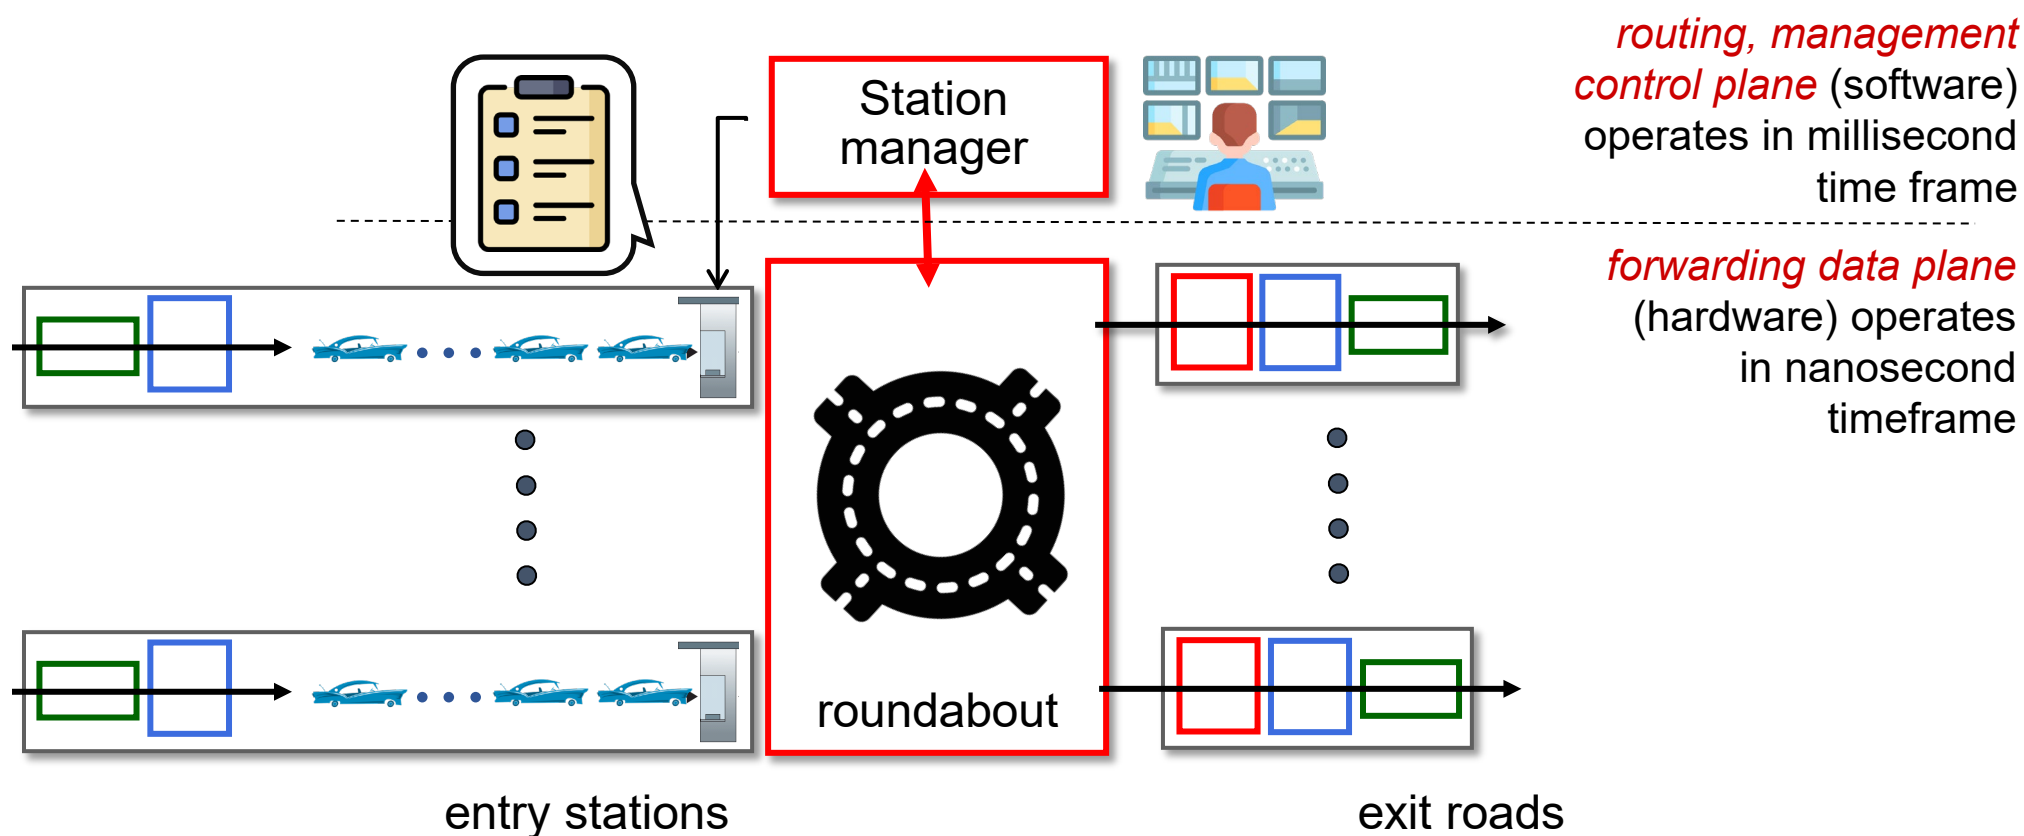 Station
manager
routing, management
control plane (software)
operates in millisecond
time frame
forwarding data plane
(hardware) operates
in nanosecond
timeframe
roundabout
entry stations
exit roads